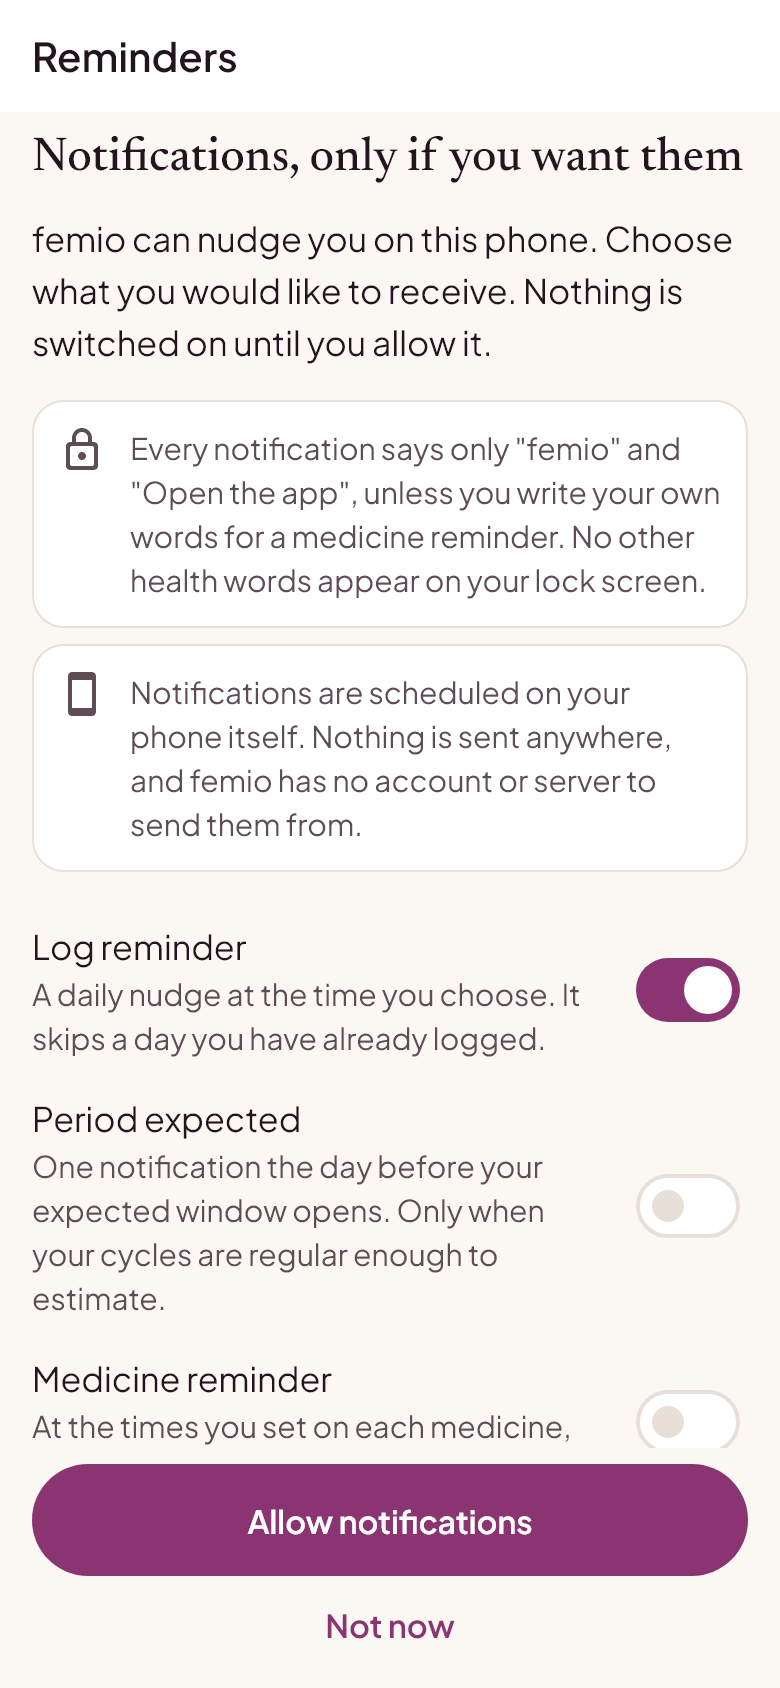 Reminders
Notifications, only if you want them
femio can nudge you on this phone. Choose
what you would like to receive. Nothing is
switched on until you allow it.
Every notification says only "femio" and
"Open the app", unless you write your own
words for a medicine reminder. No other
health words appear on your lock screen.
Notifications are scheduled on your
phone itself. Nothing is sent anywhere,
and femio has no account or server to
send them from.
Log reminder
A daily nudge at the time you choose. It
skips a day you have already logged.
Period expected
One notification the day before your
expected window opens. Only when
your cycles are regular enough to
estimate.
Medicine reminder
At the times you set on each medicine,
Allow notifications
Not now